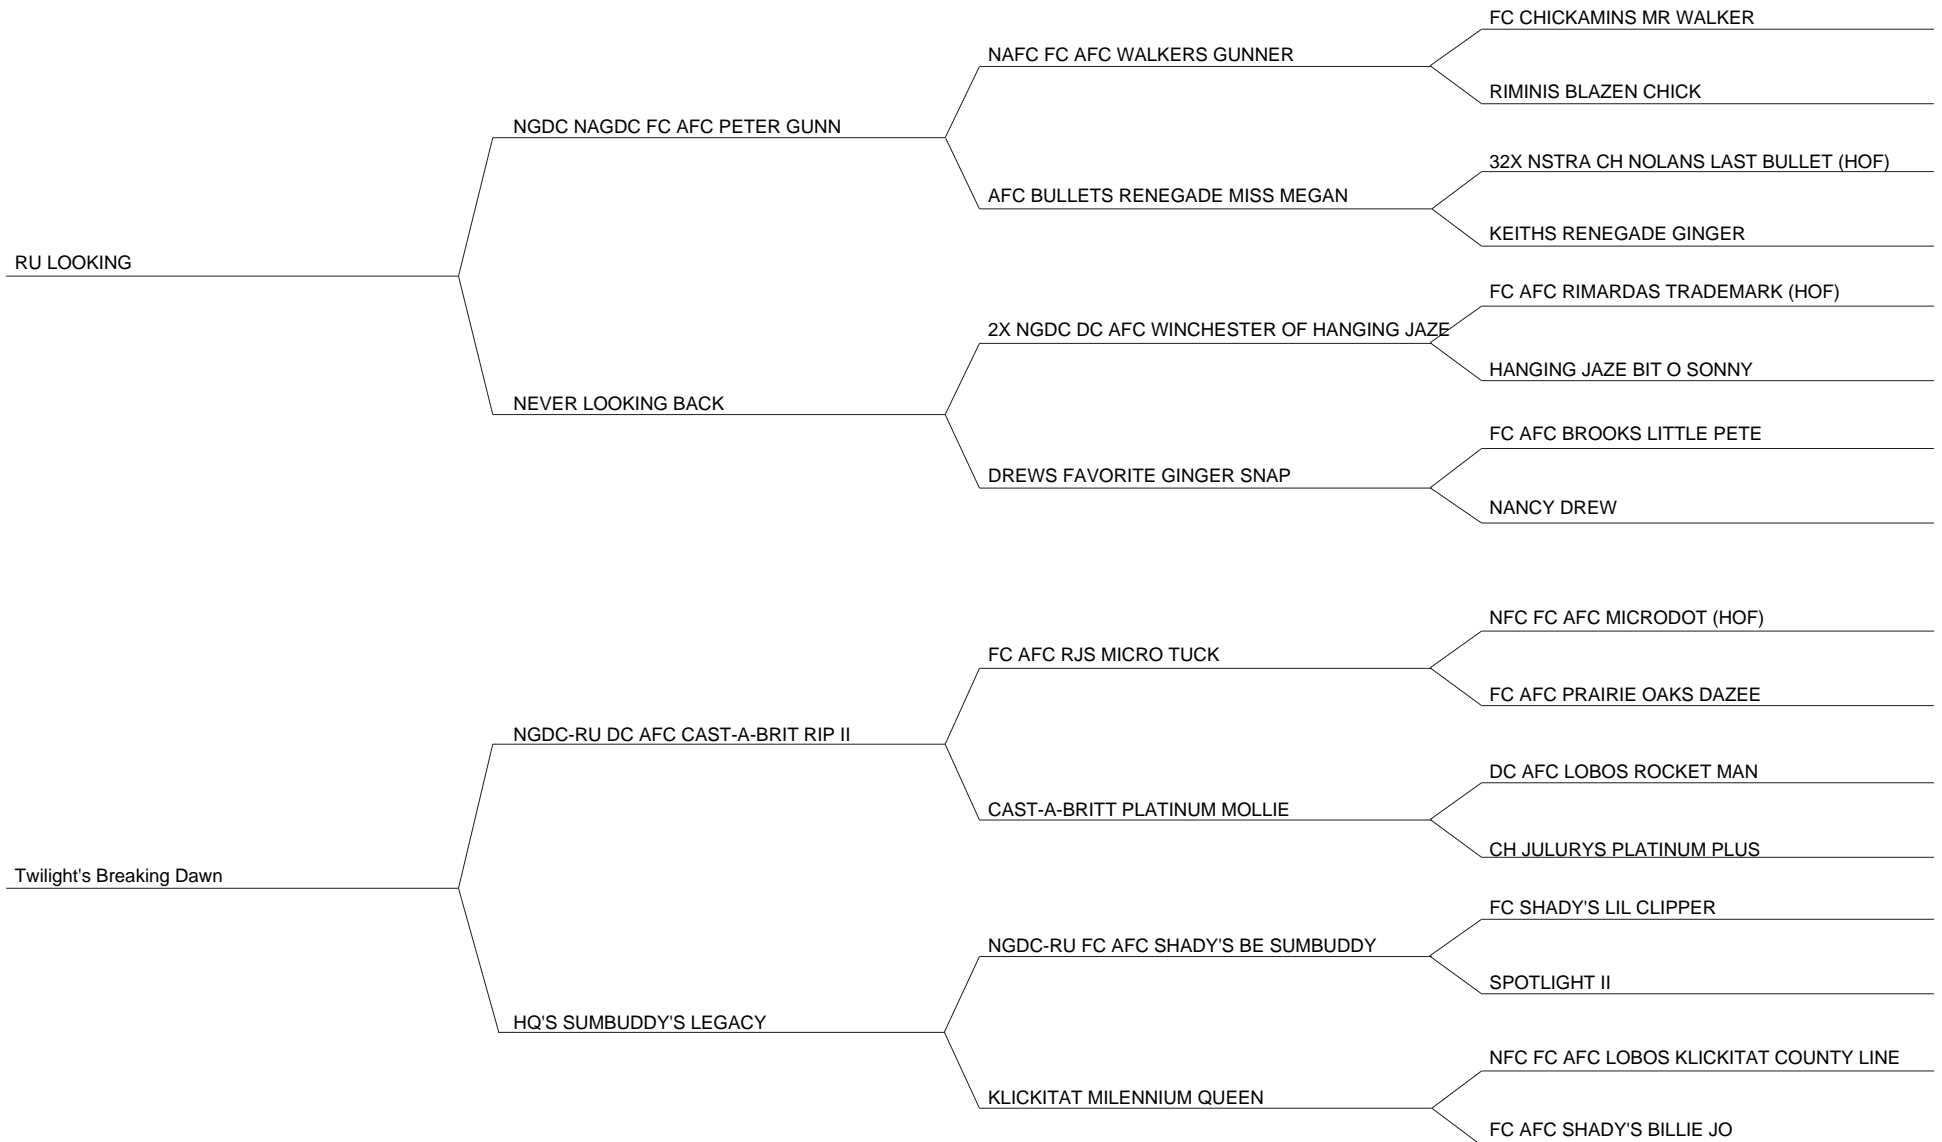 FC CHICKAMINS MR WALKER
NAFC FC AFC WALKERS GUNNER
RIMINIS BLAZEN CHICK
NGDC NAGDC FC AFC PETER GUNN
32X NSTRA CH NOLANS LAST BULLET (HOF)
AFC BULLETS RENEGADE MISS MEGAN
KEITHS RENEGADE GINGER
RU LOOKING
FC AFC RIMARDAS TRADEMARK (HOF)
2X NGDC DC AFC WINCHESTER OF HANGING JAZE
HANGING JAZE BIT O SONNY
NEVER LOOKING BACK
FC AFC BROOKS LITTLE PETE
DREWS FAVORITE GINGER SNAP
NANCY DREW
NFC FC AFC MICRODOT (HOF)
FC AFC RJS MICRO TUCK
FC AFC PRAIRIE OAKS DAZEE
NGDC-RU DC AFC CAST-A-BRIT RIP II
DC AFC LOBOS ROCKET MAN
CAST-A-BRITT PLATINUM MOLLIE
CH JULURYS PLATINUM PLUS
Twilight's Breaking Dawn
FC SHADY'S LIL CLIPPER
NGDC-RU FC AFC SHADY'S BE SUMBUDDY
SPOTLIGHT II
HQ'S SUMBUDDY'S LEGACY
NFC FC AFC LOBOS KLICKITAT COUNTY LINE
KLICKITAT MILENNIUM QUEEN
FC AFC SHADY'S BILLIE JO